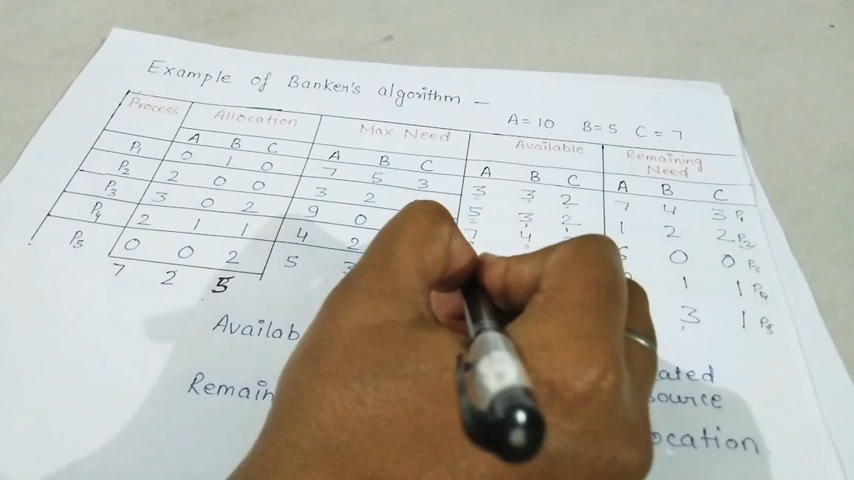 Example of Banker's algorithm –
A = 10 B = 5 C = 7
Process Allocation Max Need Available Remaining Need
A B C A B C A B C A B C
P1 0 1 0 7 5 3 3 3 2 7 4 3 P1
P2 2 0 0 3 2 5 3 2 1 2 2 P2
P3 3 0 2 9 0 7 4 0 0 P3
P4 2 1 1 4 2 1 1 P4
P5 0 0 2 5 3 3 1 P5
7 2 5
Availab
ated
Remain
source
ocation